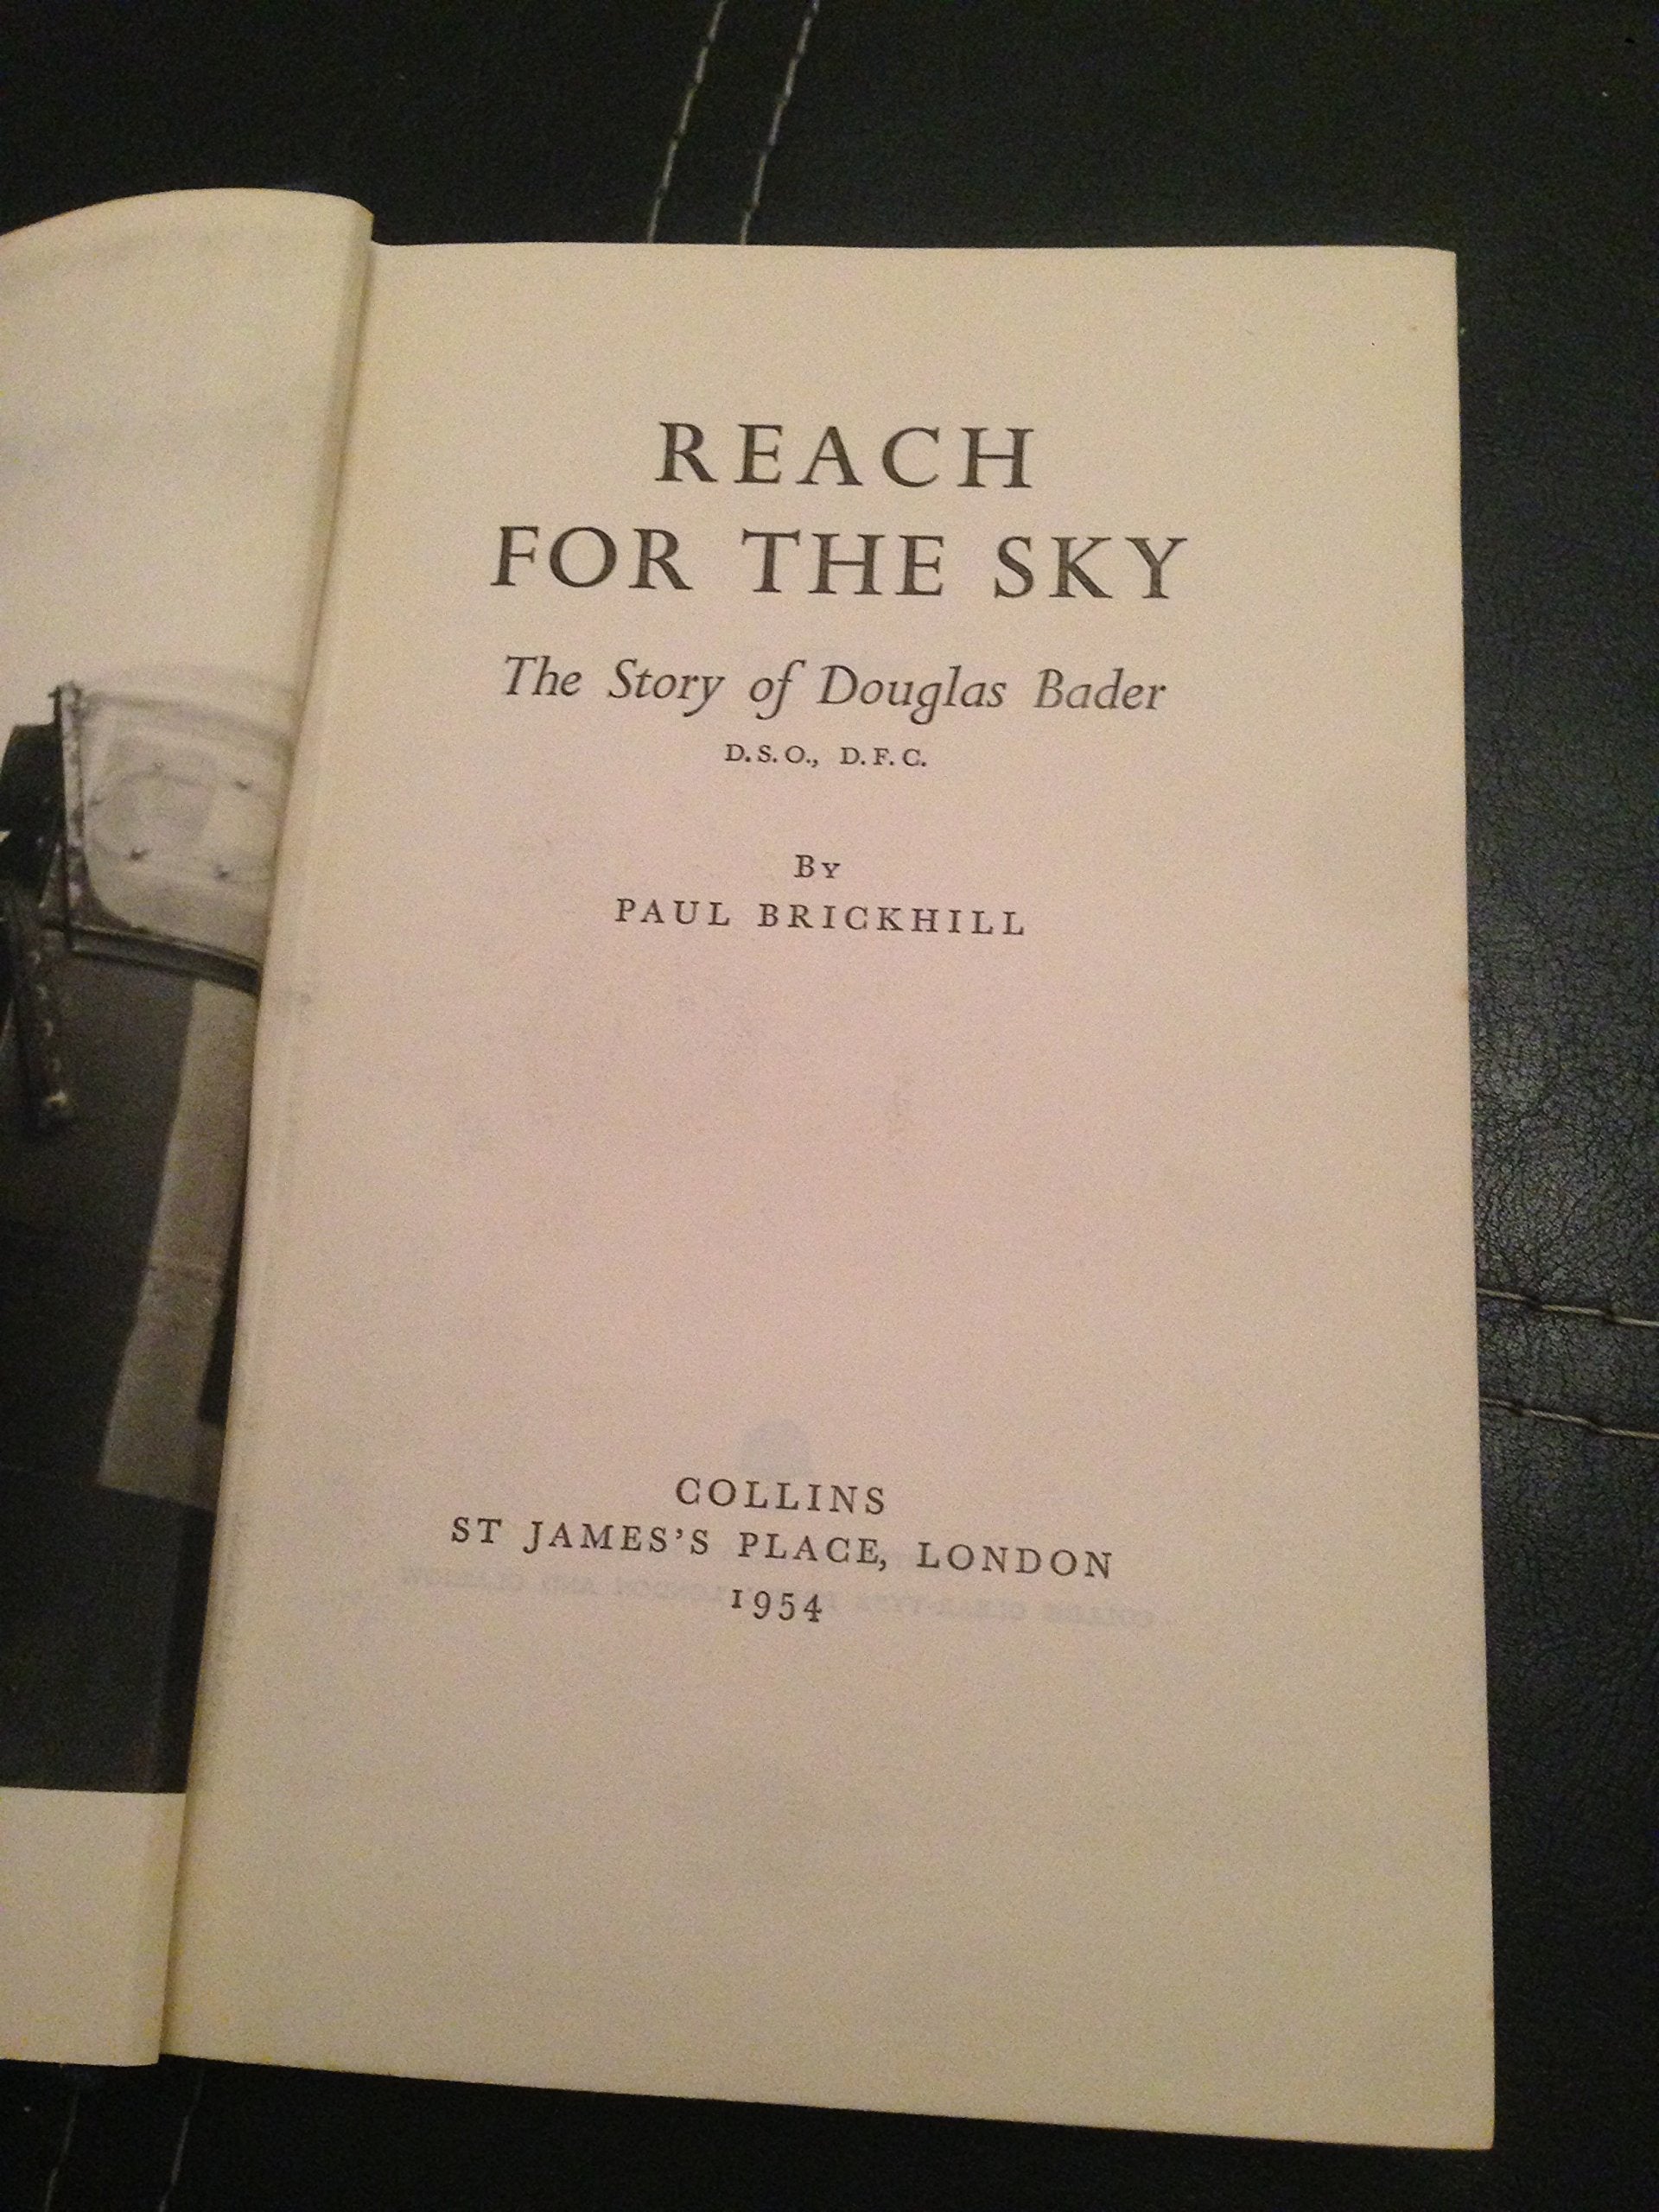 REACH
FOR THE SKY
The Story of Douglas Bader
D.S.O., D.F.C.
By
PAUL BRICKHILL
COLLINS
ST JAMES'S PLACE, LONDON
1954